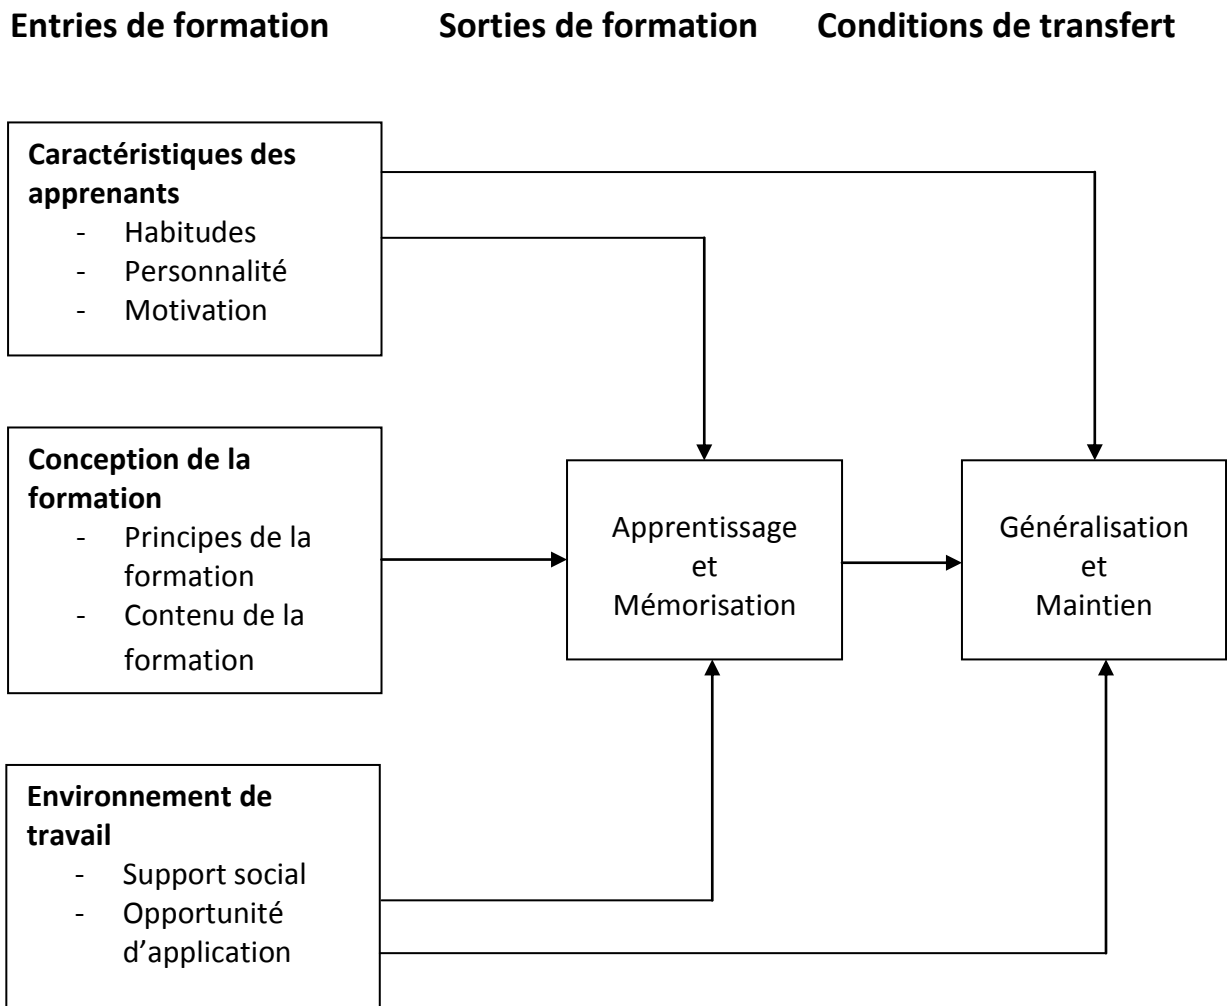 Entries de formation
Sorties de formation
Conditions de transfert
Caractéristiques des
apprenants
- Habitudes
- Personnalité
- Motivation
Conception de la
formation
- Principes de la
formation
- Contenu de la
formation
Apprentissage
et
Mémorisation
Généralisation
et
Maintien
Environnement de
travail
- Support social
- Opportunité
d’application